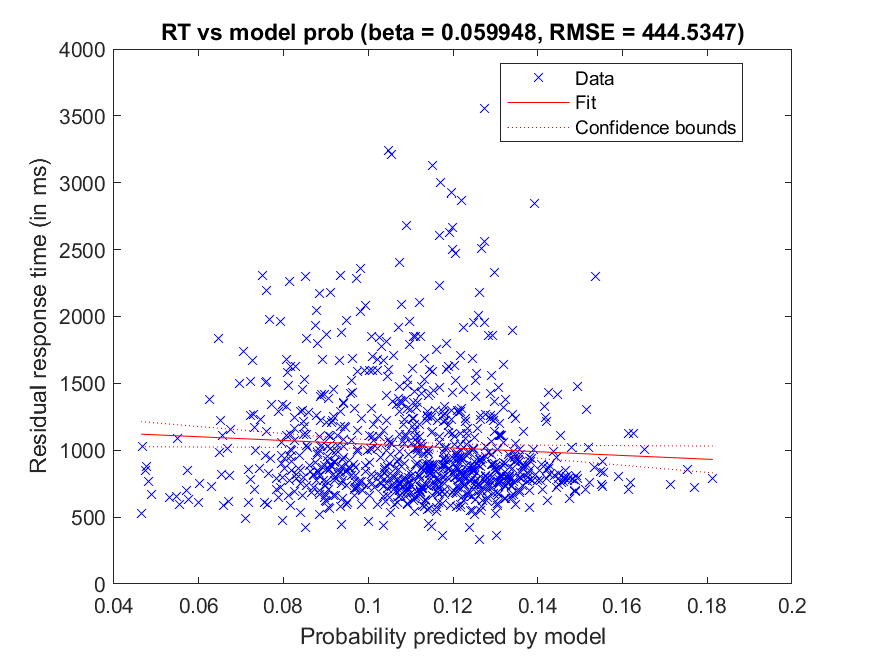 RT vs model prob (beta = 0.059948, RMSE = 444.5347)
4000
3500
3000
2500
2000
1500
1000
500
0
Residual response time (in ms)
Data
Fit
Confidence bounds
0.04 0.06 0.08 0.1 0.12 0.14 0.16 0.18 0.2
Probability predicted by model